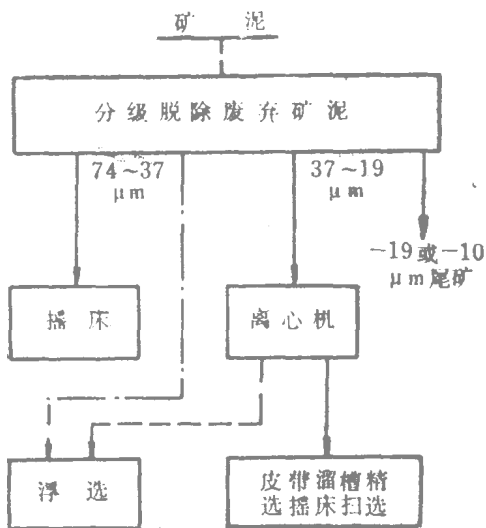 矿泥
分级脱除废弃矿泥
74~37
μm
37~19
μm
-19或-10
μm尾矿
摇床
离心机
浮选
皮带溜槽精
选摇床扫选